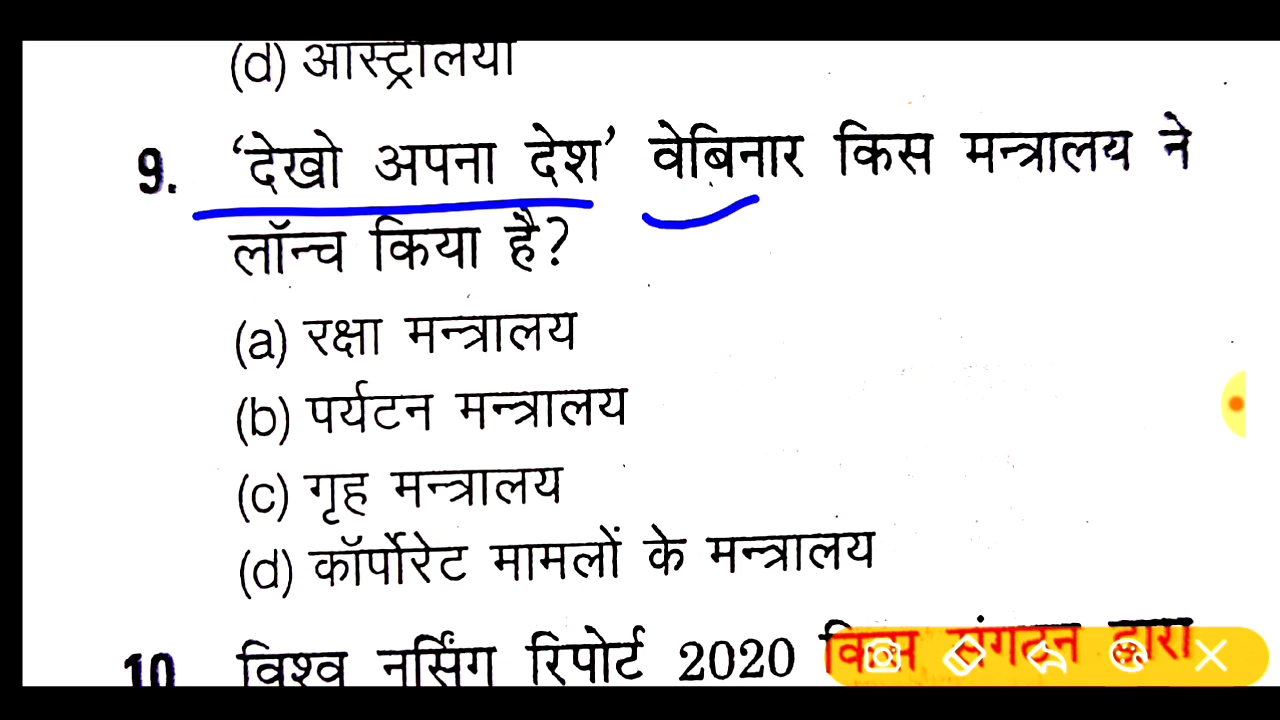 (d) आस्ट्रेलिया
9. ‘देखो अपना देश’ वेबिनार किस मन्त्रालय ने
लॉन्च किया है?
(a) रक्षा मन्त्रालय
(b) पर्यटन मन्त्रालय
(c) गृह मन्त्रालय
(d) कॉर्पोरेट मामलों के मन्त्रालय
10 विश्व नर्सिंग रिपोर्ट 2020 किस संगठन द्वारा